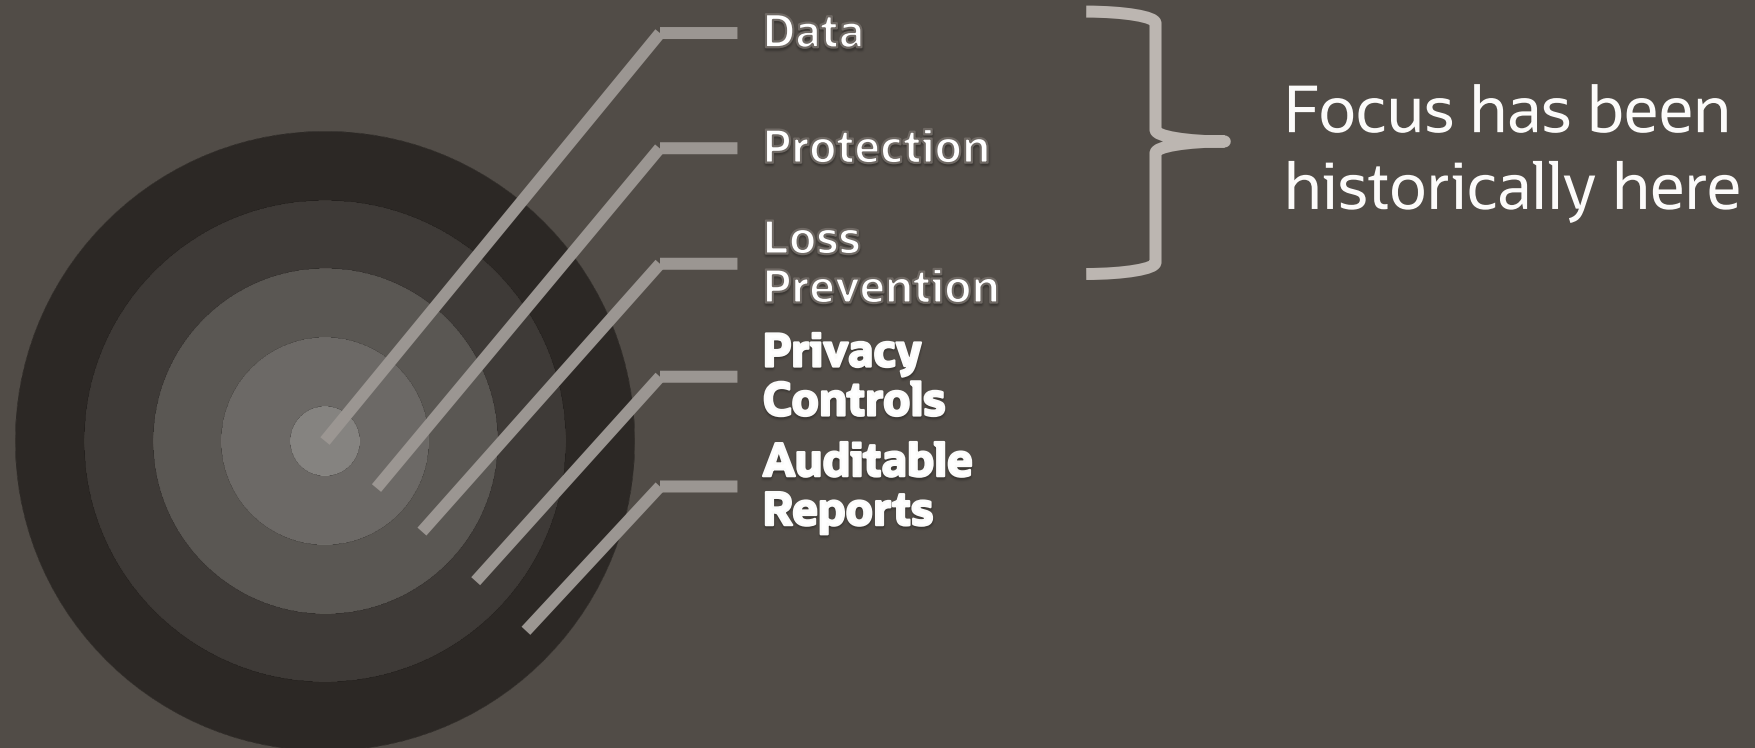 Data
Protection
Loss
Prevention
Privacy
Controls
Auditable
Reports
Focus has been
historically here